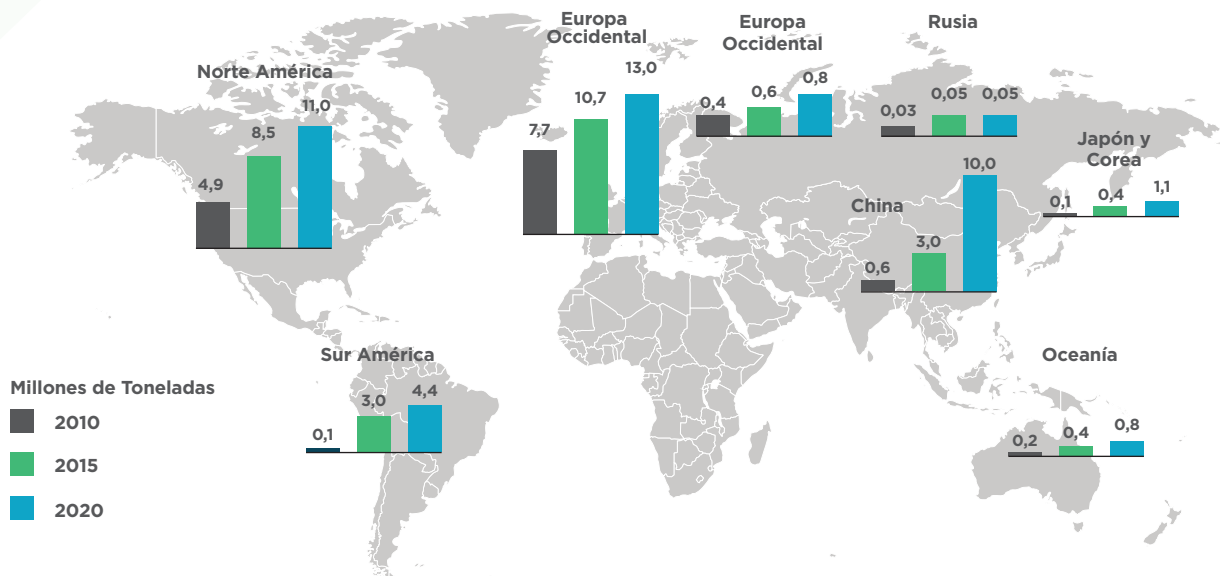 Norte América
4,9
8,5
11,0
Europa
Occidental
7,7
10,7
13,0
Europa
Occidental
0,4
0,6
0,8
Rusia
0,03
0,05
0,05
Japón y
Corea
0,1
0,4
1,1
China
0,6
3,0
10,0
Sur América
0,1
3,0
4,4
Oceanía
0,2
0,4
0,8
Millones de Toneladas
2010
2015
2020